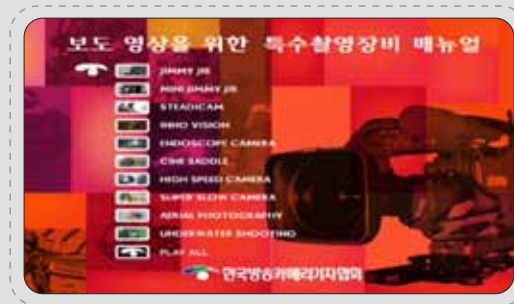 보도 영상을 위한 특수촬영장비 매뉴얼
JIMMY JIB
MINI JIMMY JIB
STEADICAM
INNO VISION
ENDOSCOPE CAMERA
CINE SADDLE
HIGH SPEED CAMERA
SUPER SLOW CAMERA
AERIAL PHOTOGRAPHY
UNDERWATER SHOOTING
PLAY ALL
한국방송카메라기자협회